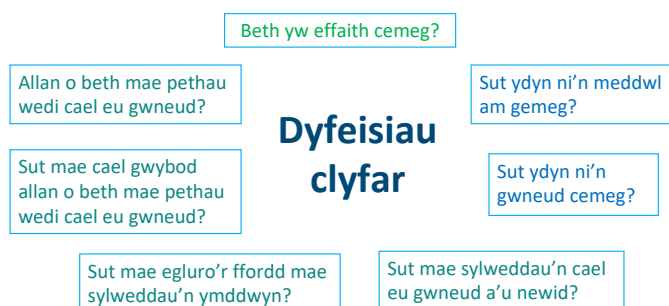 Beth yw effaith cemeg?
Allan o beth mae pethau
wedi cael eu gwneud?
Sut ydyn ni'n meddwl
am gemeg?
Dyfeisiau
clyfar
Sut mae cael gwybod
allan o beth mae pethau
wedi cael eu gwneud?
Sut ydyn ni'n
gwneud cemeg?
Sut mae egluro'r ffordd mae
sylweddau'n ymddwyn?
Sut mae sylweddau'n cael
eu gwneud a'u newid?